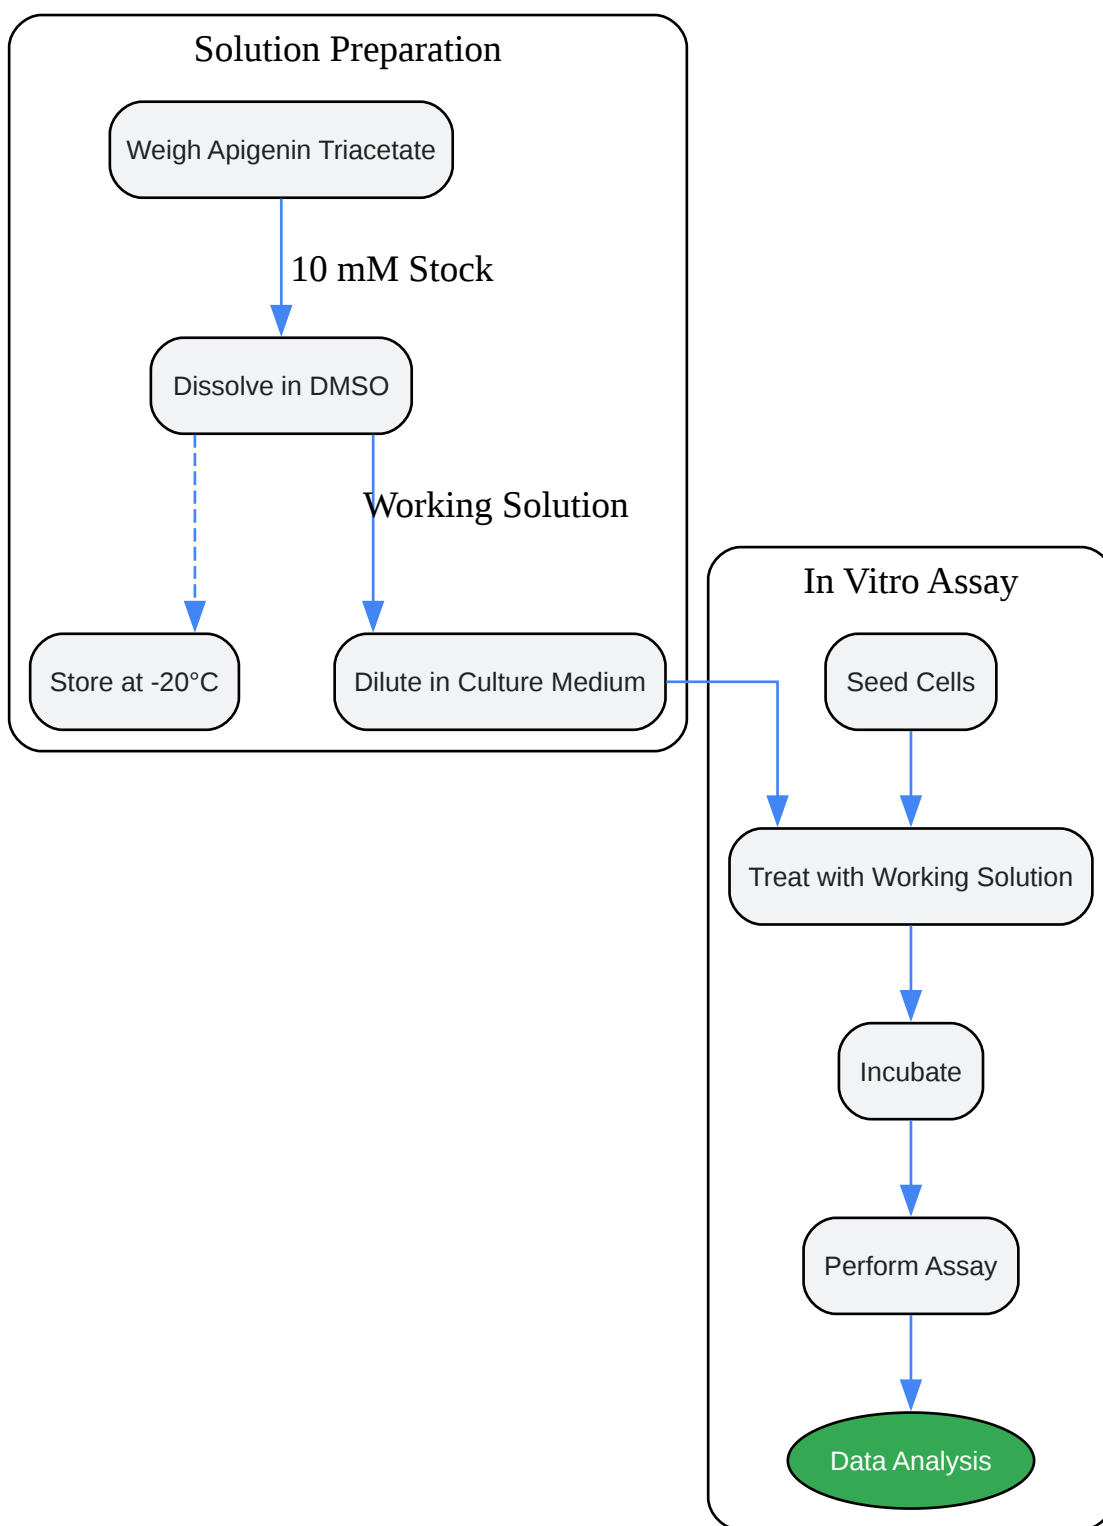 Solution Preparation
Weigh Apigenin Triacetate
10 mM Stock
Dissolve in DMSO
Working Solution
Store at -20°C
Dilute in Culture Medium
In Vitro Assay
Seed Cells
Treat with Working Solution
Incubate
Perform Assay
Data Analysis